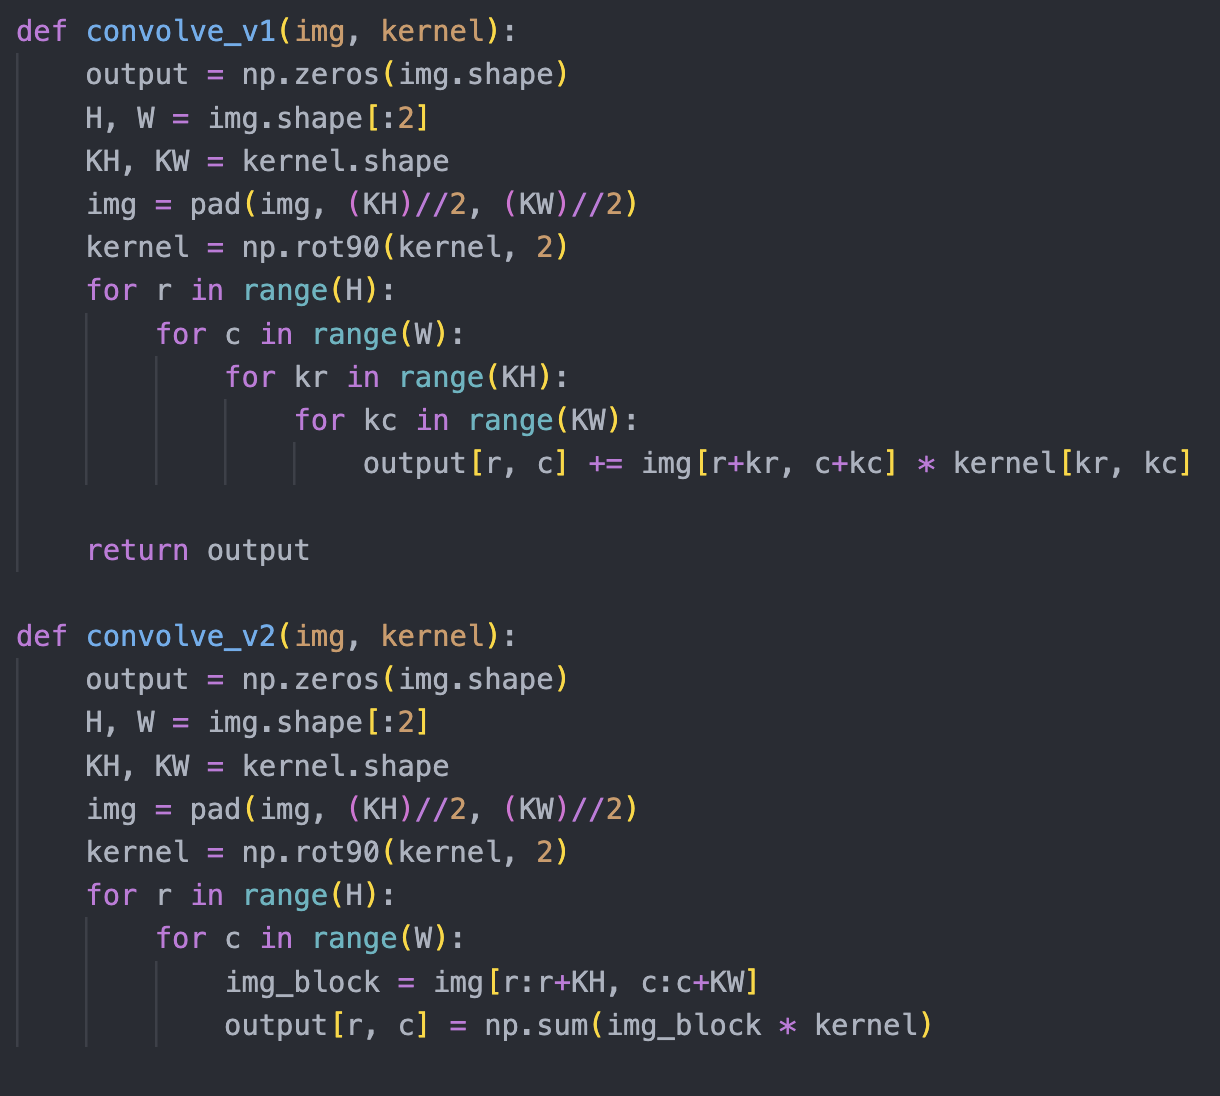 def convolve_v1(img, kernel):
    output = np.zeros(img.shape)
    H, W = img.shape[:2]
    KH, KW = kernel.shape
    img = pad(img, (KH)//2, (KW)//2)
    kernel = np.rot90(kernel, 2)
    for r in range(H):
        for c in range(W):
            for kr in range(KH):
                for kc in range(KW):
                    output[r, c] += img[r+kr, c+kc] * kernel[kr, kc]

    return output

def convolve_v2(img, kernel):
    output = np.zeros(img.shape)
    H, W = img.shape[:2]
    KH, KW = kernel.shape
    img = pad(img, (KH)//2, (KW)//2)
    kernel = np.rot90(kernel, 2)
    for r in range(H):
        for c in range(W):
            img_block = img[r:r+KH, c:c+KW]
            output[r, c] = np.sum(img_block * kernel)